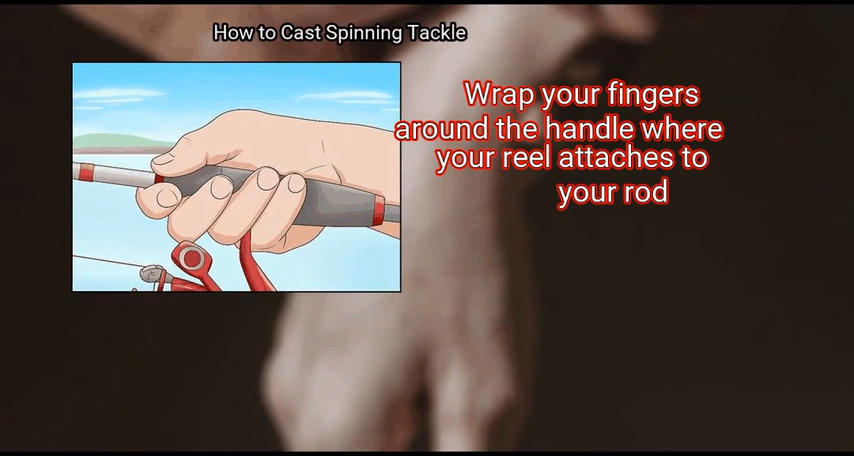 How to Cast Spinning Tackle
Wrap your fingers
around the handle where
your reel attaches to
your rod